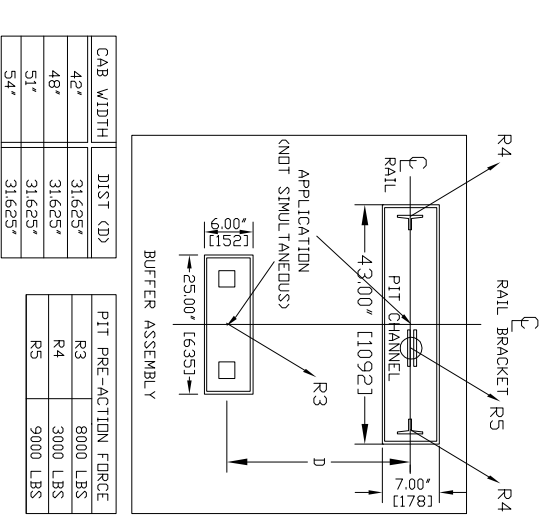 R4
℄
RAIL
℄
RAIL BRACKET
R5
R4
43.00" [1092]
PIT CHANNEL
7.00"
[178]
APPLICATION
(NOT SIMULTANEOUS)
R3
D
6.00"
[152]
25.00" [635]
BUFFER ASSEMBLY
CAB WIDTH DIST (D)
42" 31.625"
48" 31.625"
51" 31.625"
54" 31.625"
PIT PRE-ACTION FORCE
R3 8000 LBS
R4 3000 LBS
R5 9000 LBS